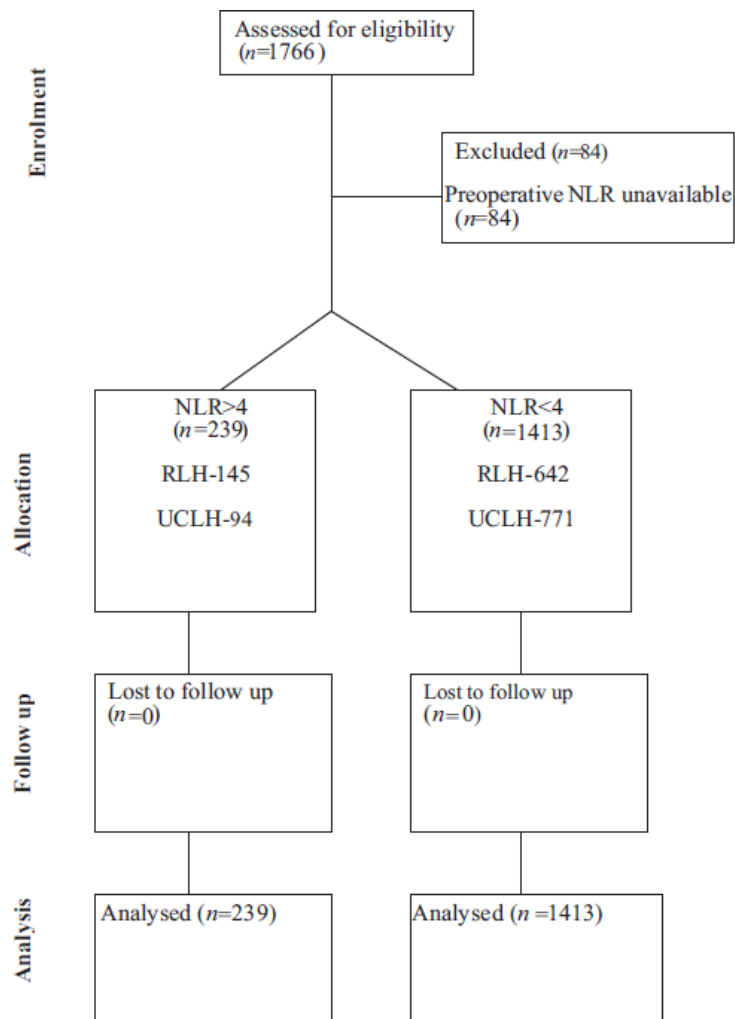 Enrolment
Assessed for eligibility
(n=1766)
Excluded (n=84)
Preoperative NLR unavailable
(n=84)
Allocation
NLR>4
(n=239)
RLH-145
UCLH-94
NLR<4
(n=1413)
RLH-642
UCLH-771
Follow up
Lost to follow up
(n=0)
Lost to follow up
(n=0)
Analysis
Analysed (n=239)
Analysed (n =1413)